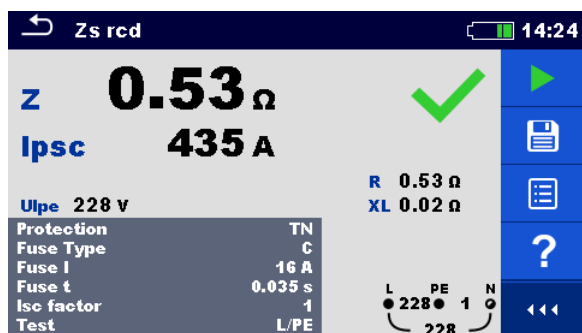 Zs rcd 14:24
Z 0.53 Ω
Ipsc 435 A
R 0.53 Ω
Ulpe 228 V XL 0.02 Ω
Protection TN
Fuse Type C
Fuse I 16 A
Fuse t 0.035 s
Isc factor 1
Test L/PE
?
L PE N
228 1
228